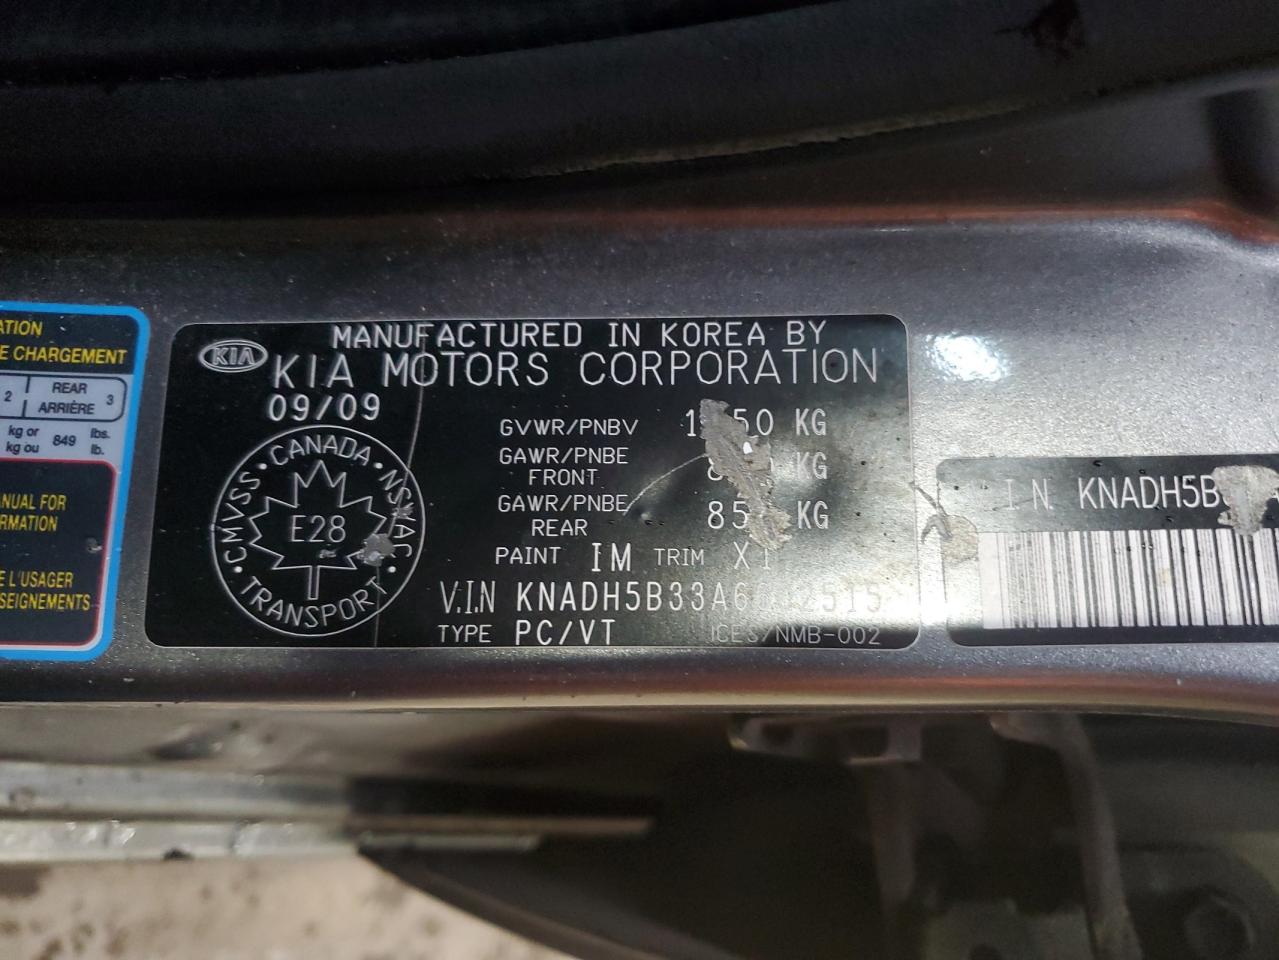 ATION
E CHARGEMENT
2 REAR 3
ARRIÈRE
kg or 849 lbs.
kg ou lb.
ANUAL FOR
ORMATION
E L'USAGER
SEIGNEMENTS
KIA
MANUFACTURED IN KOREA BY
KIA MOTORS CORPORATION
09/09
CANADA · NSVAC · TRANSPORT · CMVSS
E28
GVWR/PNBV KG
GAWR/PNBE KG
FRONT
GAWR/PNBE KG
REAR
PAINT IM TRIM
V.I.N
TYPE PC/VT ICES/NMB-002
I N. KNADH5B